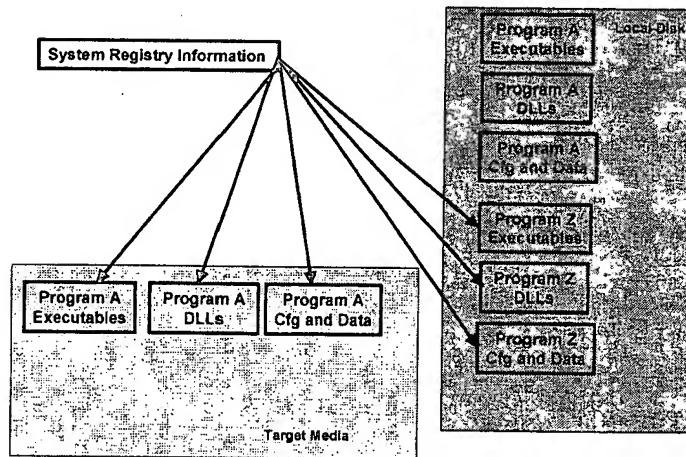 System Registry Information
Local Disk
Program A
Executables
Program A
DLLs
Program A
Cfg and Data
Program Z
Executables
Program Z
DLLs
Program Z
Cfg and Data
Program A
Executables
Program A
DLLs
Program A
Cfg and Data
Target Media